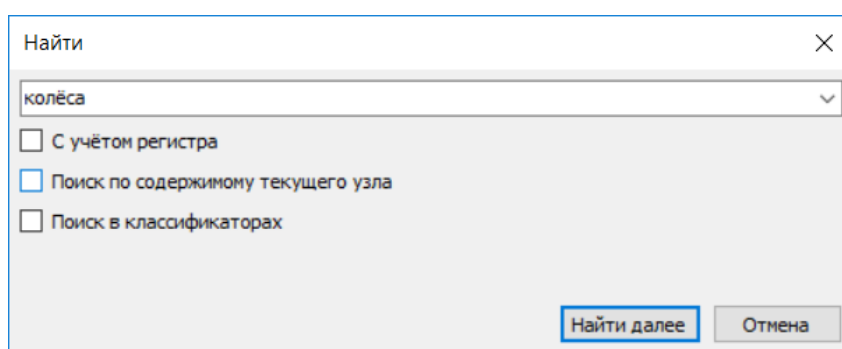 Найти
колёса
С учётом регистра
Поиск по содержимому текущего узла
Поиск в классификаторах
Найти далее
Отмена